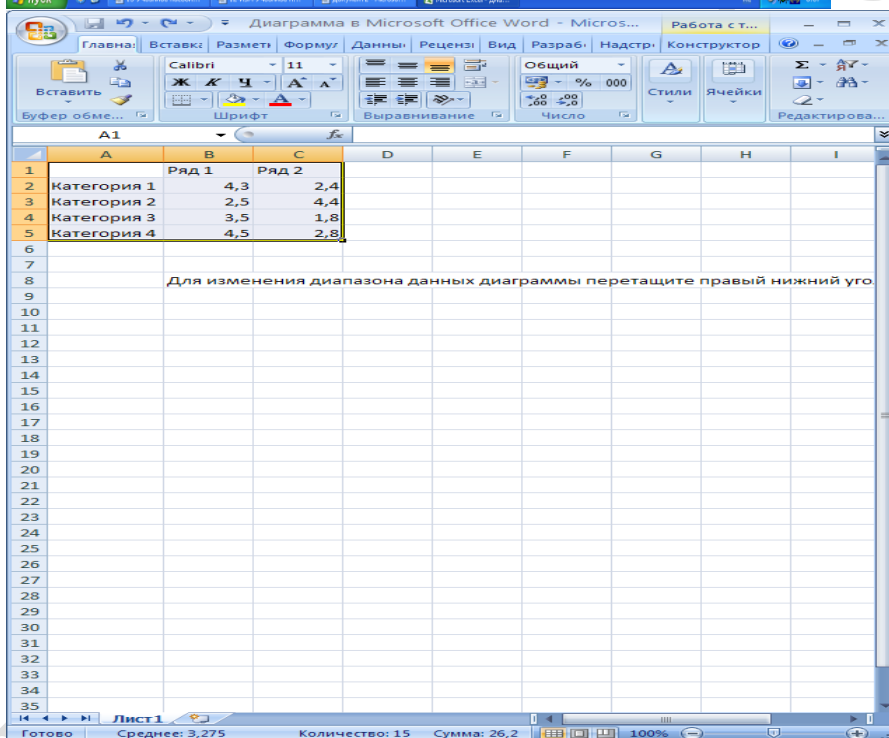 пуск
Диаграмма в Microsoft Office Word - Micros... Работа с т...
Главна Вставка Размет Формул Данны Рецензи Вид Разраб Надстр Конструктор
Calibri 11 Общий
Ж К Ч % 000
Вставить Стили Ячейки
Буфер обме... Шрифт Выравнивание Число Редактирова...
A1 fx
A B C D E F G H I
1 Ряд 1 Ряд 2
2 Категория 1 4,3 2,4
3 Категория 2 2,5 4,4
4 Категория 3 3,5 1,8
5 Категория 4 4,5 2,8
6
7
8 Для изменения диапазона данных диаграммы перетащите правый нижний уго
9
10
11
12
13
14
15
16
17
18
19
20
21
22
23
24
25
26
27
28
29
30
31
32
33
34
35
Лист1
Готово Среднее: 3,275 Количество: 15 Сумма: 26,2 100%